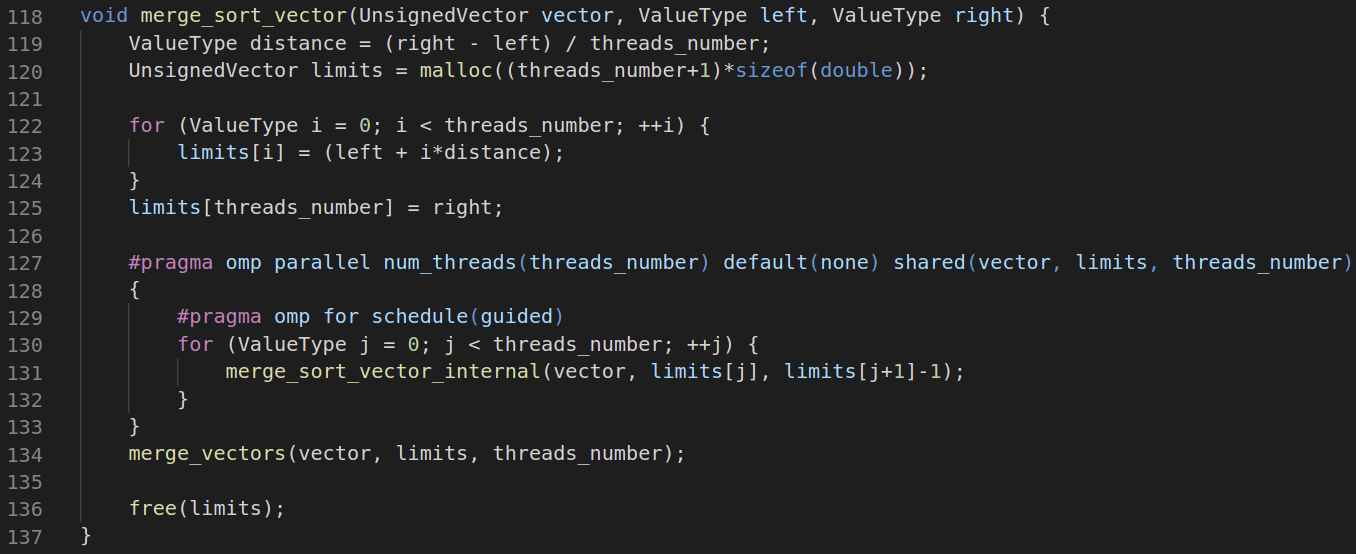 118 void merge_sort_vector(UnsignedVector vector, ValueType left, ValueType right) {
119     ValueType distance = (right - left) / threads_number;
120     UnsignedVector limits = malloc((threads_number+1)*sizeof(double));
121
122     for (ValueType i = 0; i < threads_number; ++i) {
123         limits[i] = (left + i*distance);
124     }
125     limits[threads_number] = right;
126
127     #pragma omp parallel num_threads(threads_number) default(none) shared(vector, limits, threads_number)
128     {
129         #pragma omp for schedule(guided)
130         for (ValueType j = 0; j < threads_number; ++j) {
131             merge_sort_vector_internal(vector, limits[j], limits[j+1]-1);
132         }
133     }
134     merge_vectors(vector, limits, threads_number);
135
136     free(limits);
137 }